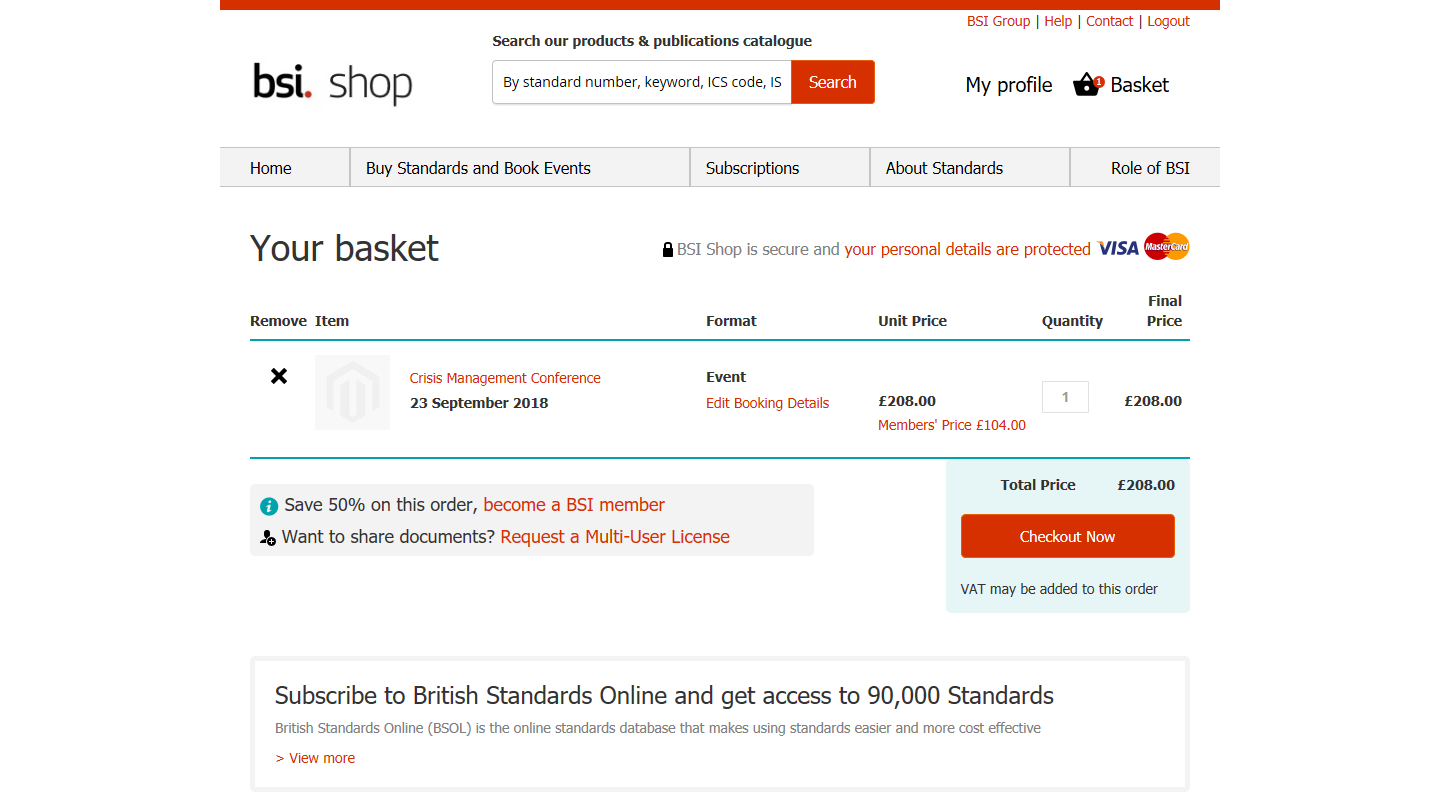 BSI Group | Help | Contact | Logout
Search our products & publications catalogue
bsi. shop
By standard number, keyword, ICS code, IS
Search
My profile
1
Basket
Home
Buy Standards and Book Events
Subscriptions
About Standards
Role of BSI
Your basket
BSI Shop is secure and your personal details are protected
VISA
MasterCard
Remove
Item
Format
Unit Price
Quantity
Final
Price
Crisis Management Conference
23 September 2018
Event
Edit Booking Details
£208.00
Members' Price £104.00
1
£208.00
Save 50% on this order, become a BSI member
Want to share documents? Request a Multi-User License
Total Price
£208.00
Checkout Now
VAT may be added to this order
Subscribe to British Standards Online and get access to 90,000 Standards
British Standards Online (BSOL) is the online standards database that makes using standards easier and more cost effective
> View more